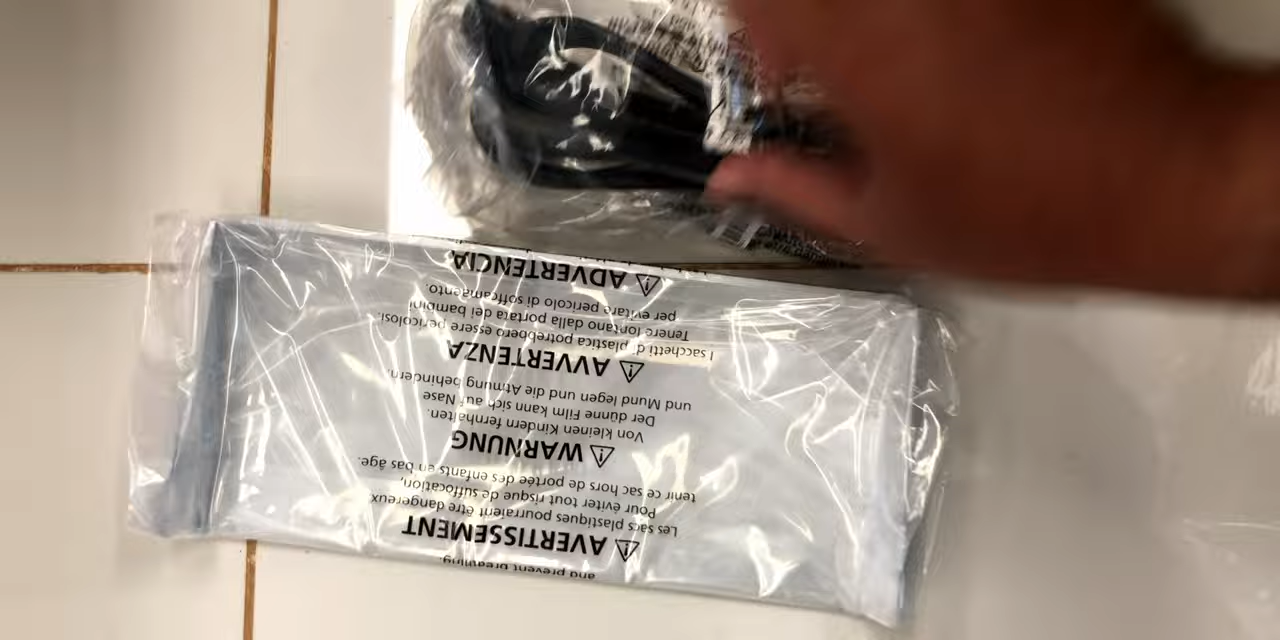 and prevent breathing.
⚠ AVERTISSEMENT
Les sacs plastiques pourraient être dangereux
Pour éviter tout risque de suffocation,
tenir ce sac hors de portée des enfants en bas âge.
⚠ WARNUNG
Von kleinen Kindern fernhalten.
Der dünne Film kann sich auf Nase
und Mund legen und die Atmung behindern.
⚠ AVVERTENZA
I sacchetti di plastica potrebbero essere pericolosi.
Tenere lontano dalla portata dei bambini
per evitare pericolo di soffocamento.
⚠ ADVERTENCIA